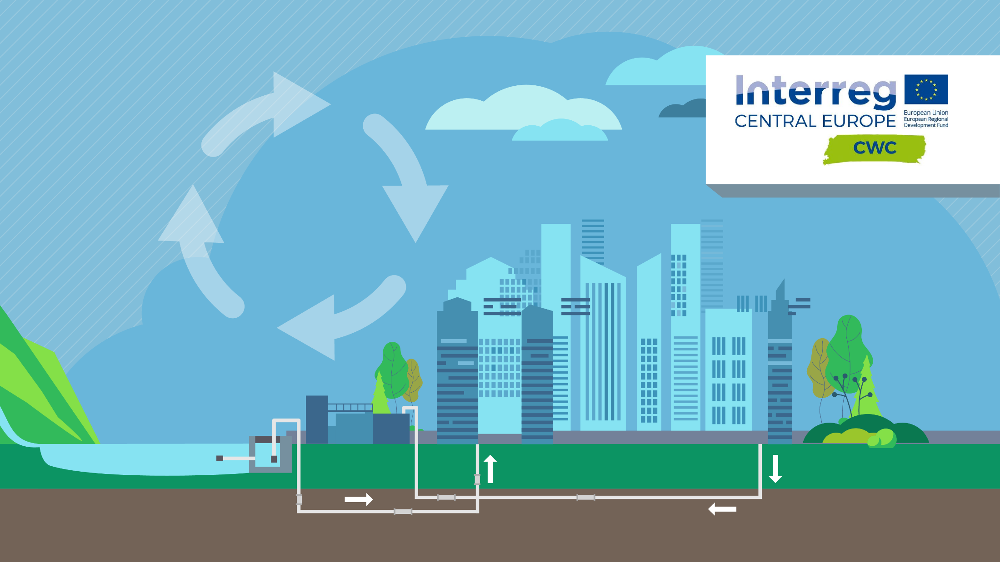 Interreg
CENTRAL EUROPE
European Union
European Regional
Development Fund
CWC